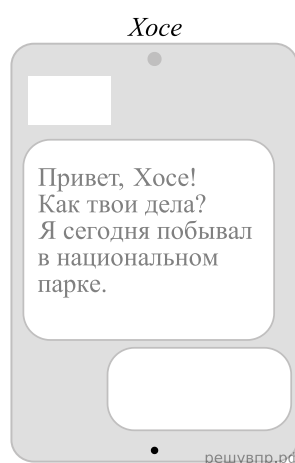 Хосе
Привет, Хосе!
Как твои дела?
Я сегодня побывал
в национальном
парке.
решувпр.рф